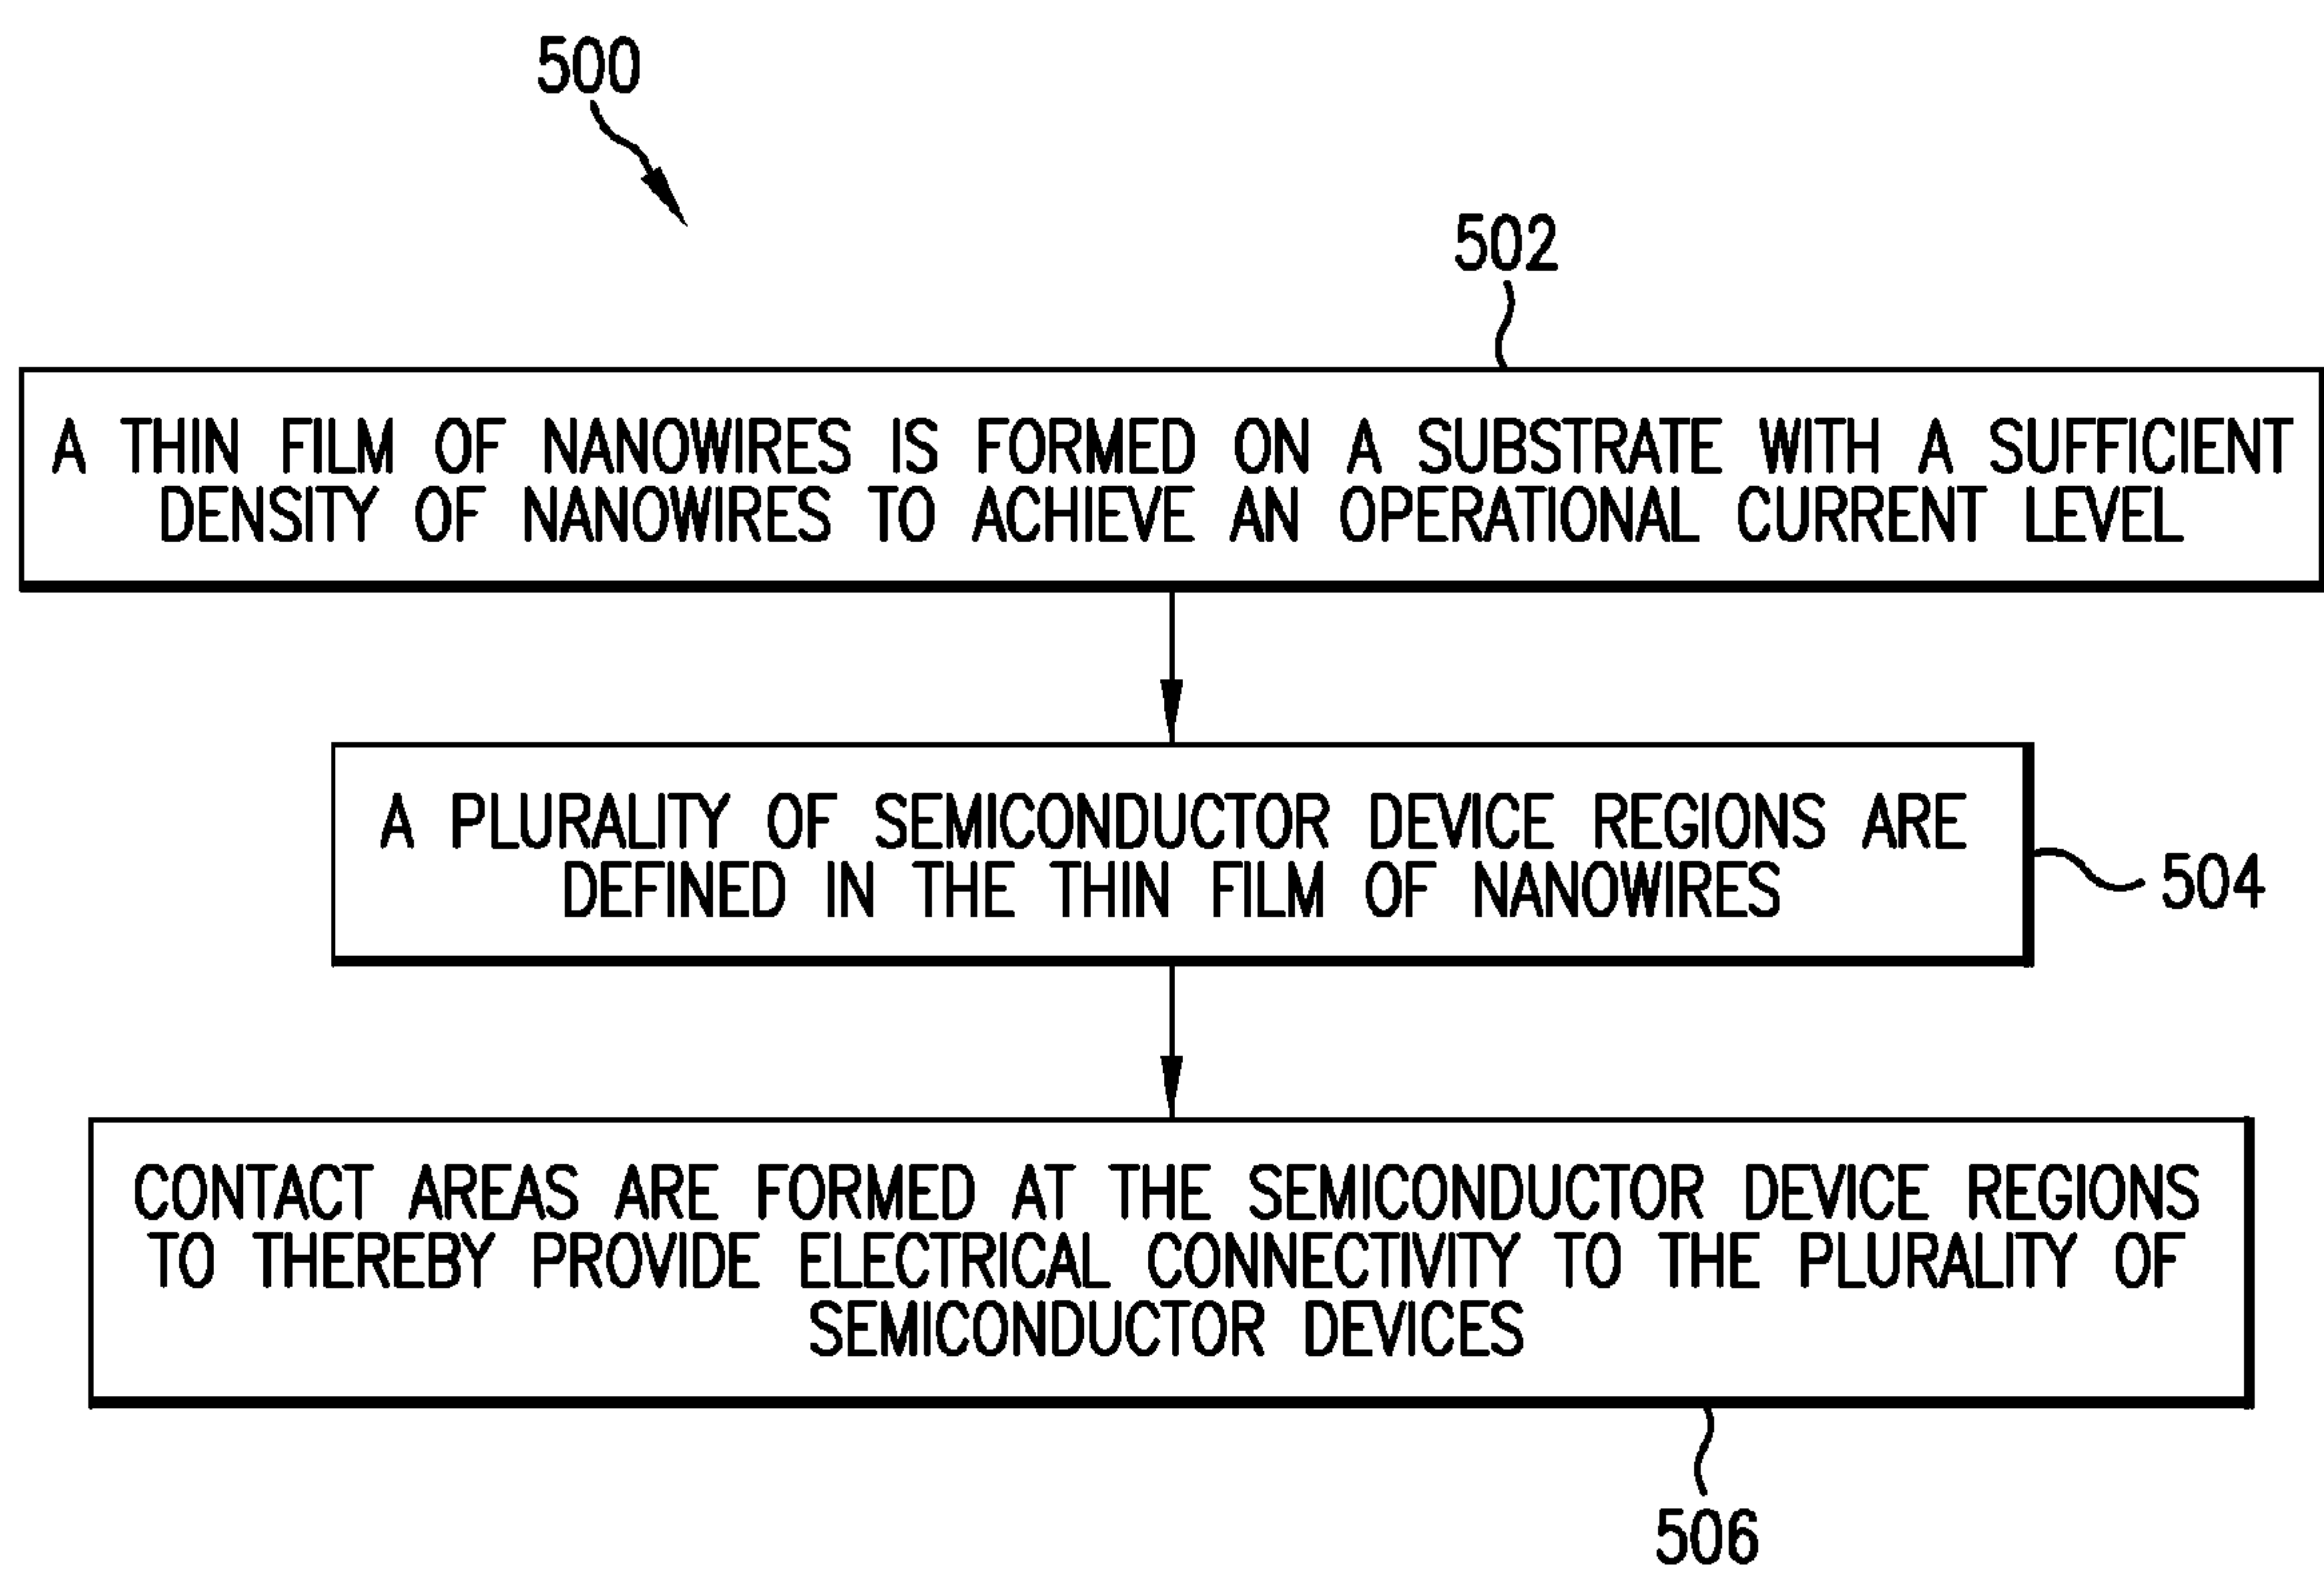 500
502
A THIN FILM OF NANOWIRES IS FORMED ON A SUBSTRATE WITH A SUFFICIENT
DENSITY OF NANOWIRES TO ACHIEVE AN OPERATIONAL CURRENT LEVEL
A PLURALITY OF SEMICONDUCTOR DEVICE REGIONS ARE
DEFINED IN THE THIN FILM OF NANOWIRES
504
CONTACT AREAS ARE FORMED AT THE SEMICONDUCTOR DEVICE REGIONS
TO THEREBY PROVIDE ELECTRICAL CONNECTIVITY TO THE PLURALITY OF
SEMICONDUCTOR DEVICES
506